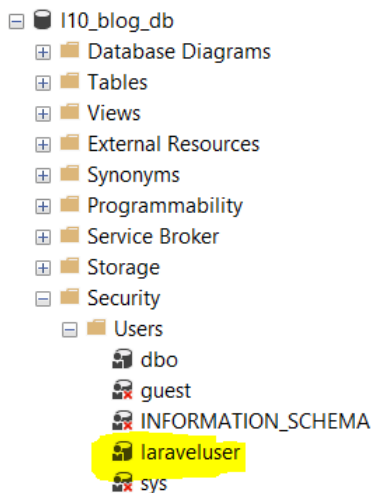 l10_blog_db
Database Diagrams
Tables
Views
External Resources
Synonyms
Programmability
Service Broker
Storage
Security
Users
dbo
guest
INFORMATION_SCHEMA
laraveluser
sys